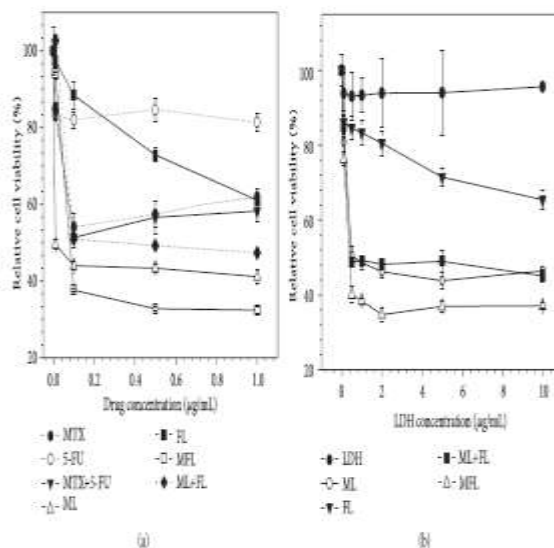 100
80
60
40
20
Relative cell viability (%)
0.0 0.2 0.4 0.6 0.8 1.0
Drug concentration (μg/mL)
MTX
5-FU
MTX+5-FU
ML
FL
MFL
ML+FL
(a)
100
80
60
40
20
Relative cell viability (%)
0 2 4 6 8 10
LDH concentration (μg/mL)
LDH
ML
FL
ML+FL
MFL
(b)